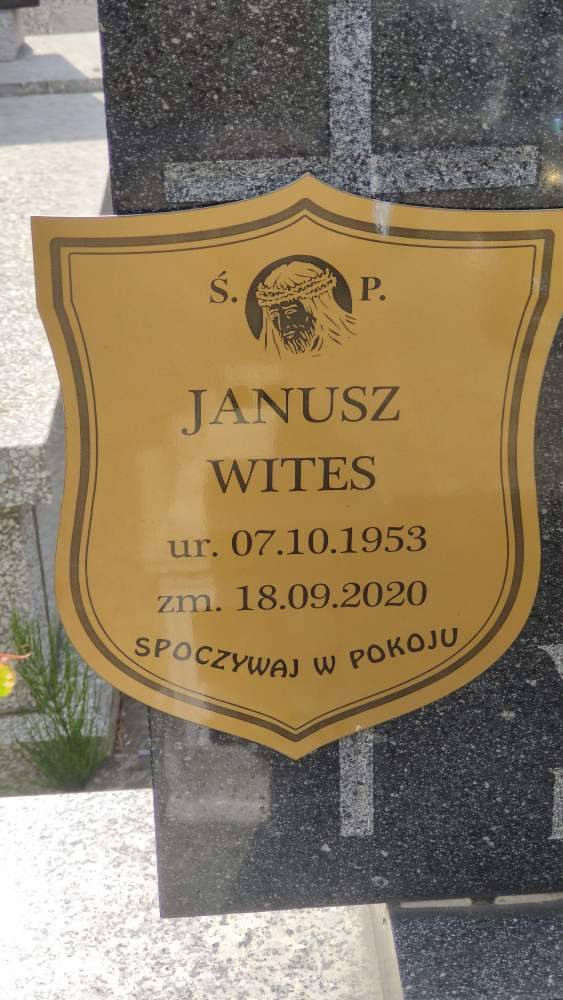 Ś. P.
JANUSZ
WITES
ur. 07.10.1953
zm. 18.09.2020
SPOCZYWAJ W POKOJU